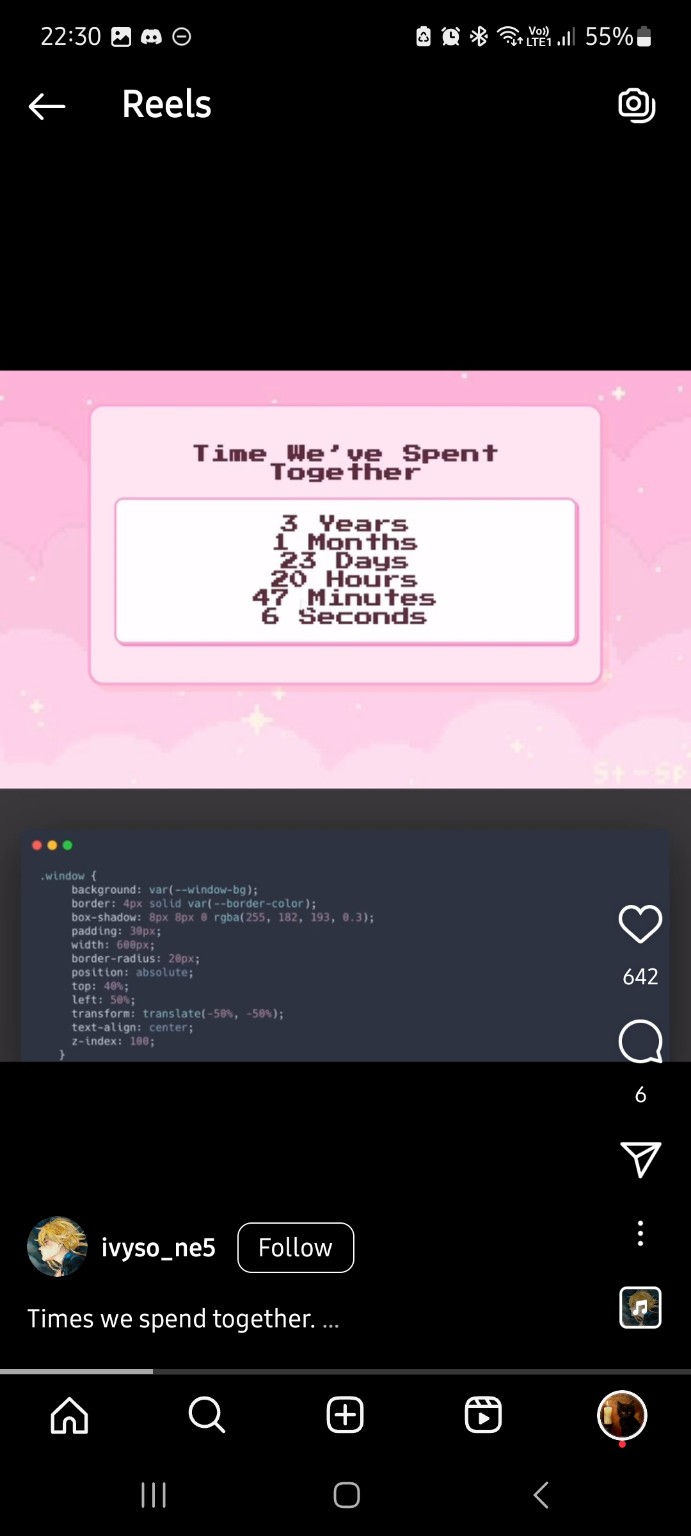 22:30
Vo))
LTE1
55%
Reels
Time We've Spent
Together
3 Years
1 Months
23 Days
20 Hours
47 Minutes
6 Seconds
.window {
background: var(--window-bg);
border: 4px solid var(--border-color);
box-shadow: 8px 8px 0 rgba(255, 182, 193, 0.3);
padding: 30px;
width: 600px;
border-radius: 20px;
position: absolute;
top: 40%;
left: 50%;
transform: translate(-50%, -50%);
text-align: center;
z-index: 100;
}
642
6
ivyso_ne5
Follow
Times we spend together. ...